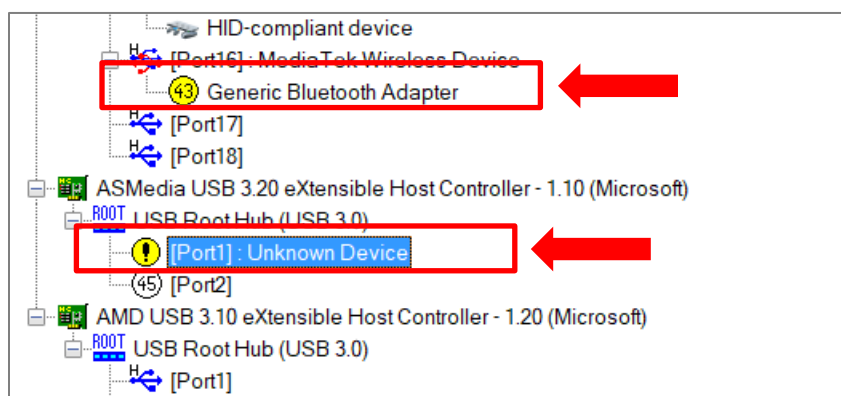 HID-compliant device
H [Port16] : MediaTek Wireless Device
43 Generic Bluetooth Adapter
H [Port17]
H [Port18]
ASMedia USB 3.20 eXtensible Host Controller - 1.10 (Microsoft)
ROOT USB Root Hub (USB 3.0)
! [Port1] : Unknown Device
45 [Port2]
AMD USB 3.10 eXtensible Host Controller - 1.20 (Microsoft)
ROOT USB Root Hub (USB 3.0)
H [Port1]